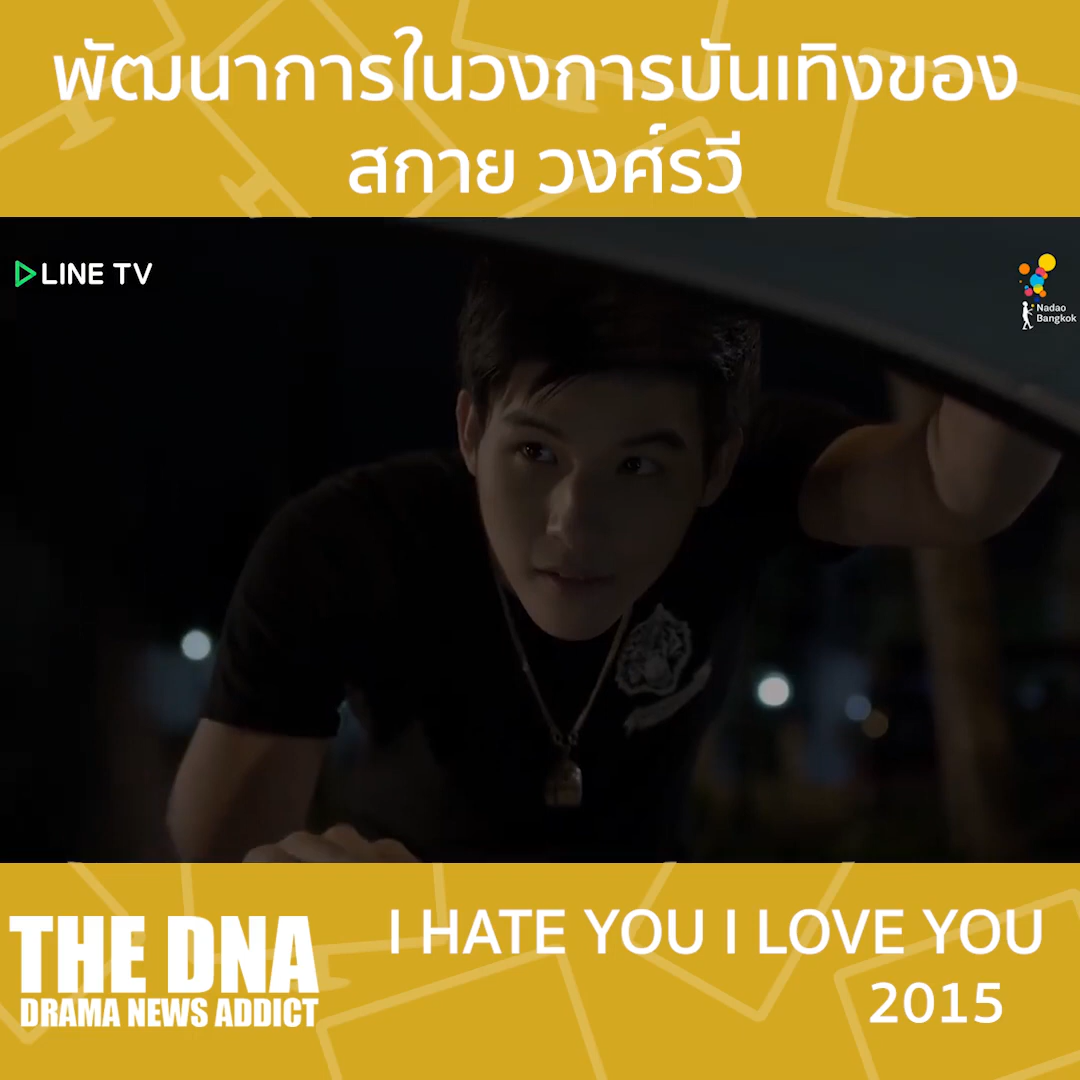 พัฒนาการในวงการบันเทิงของ
สกาย วงศ์รวี
LINE TV
Nadao
Bangkok
THE DNA
DRAMA NEWS ADDICT
I HATE YOU I LOVE YOU
2015